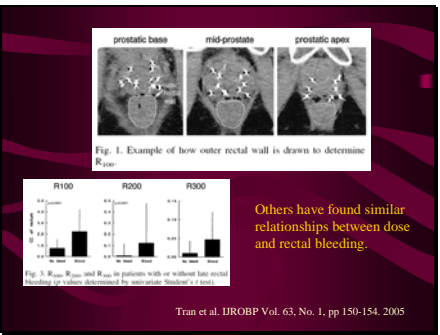 prostatic base mid-prostate prostatic apex
Fig. 1. Example of how outer rectal wall is drawn to determine
R100.
R100 R200 R300
CC of rectum
No bleed Bleed No bleed Bleed No bleed Bleed
Fig. 3. R100, R200, and R300 in patients with or without late rectal
bleeding (p values determined by univariate Student's t test).
Others have found similar
relationships between dose
and rectal bleeding.
Tran et al. IJROBP Vol. 63, No. 1, pp 150-154. 2005